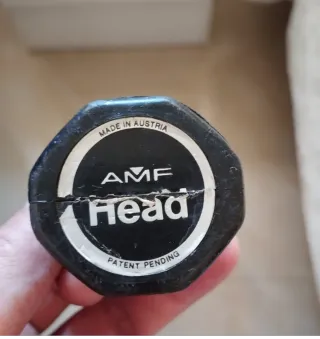 MADE IN AUSTRIA
AMF
Head
PATENT PENDING